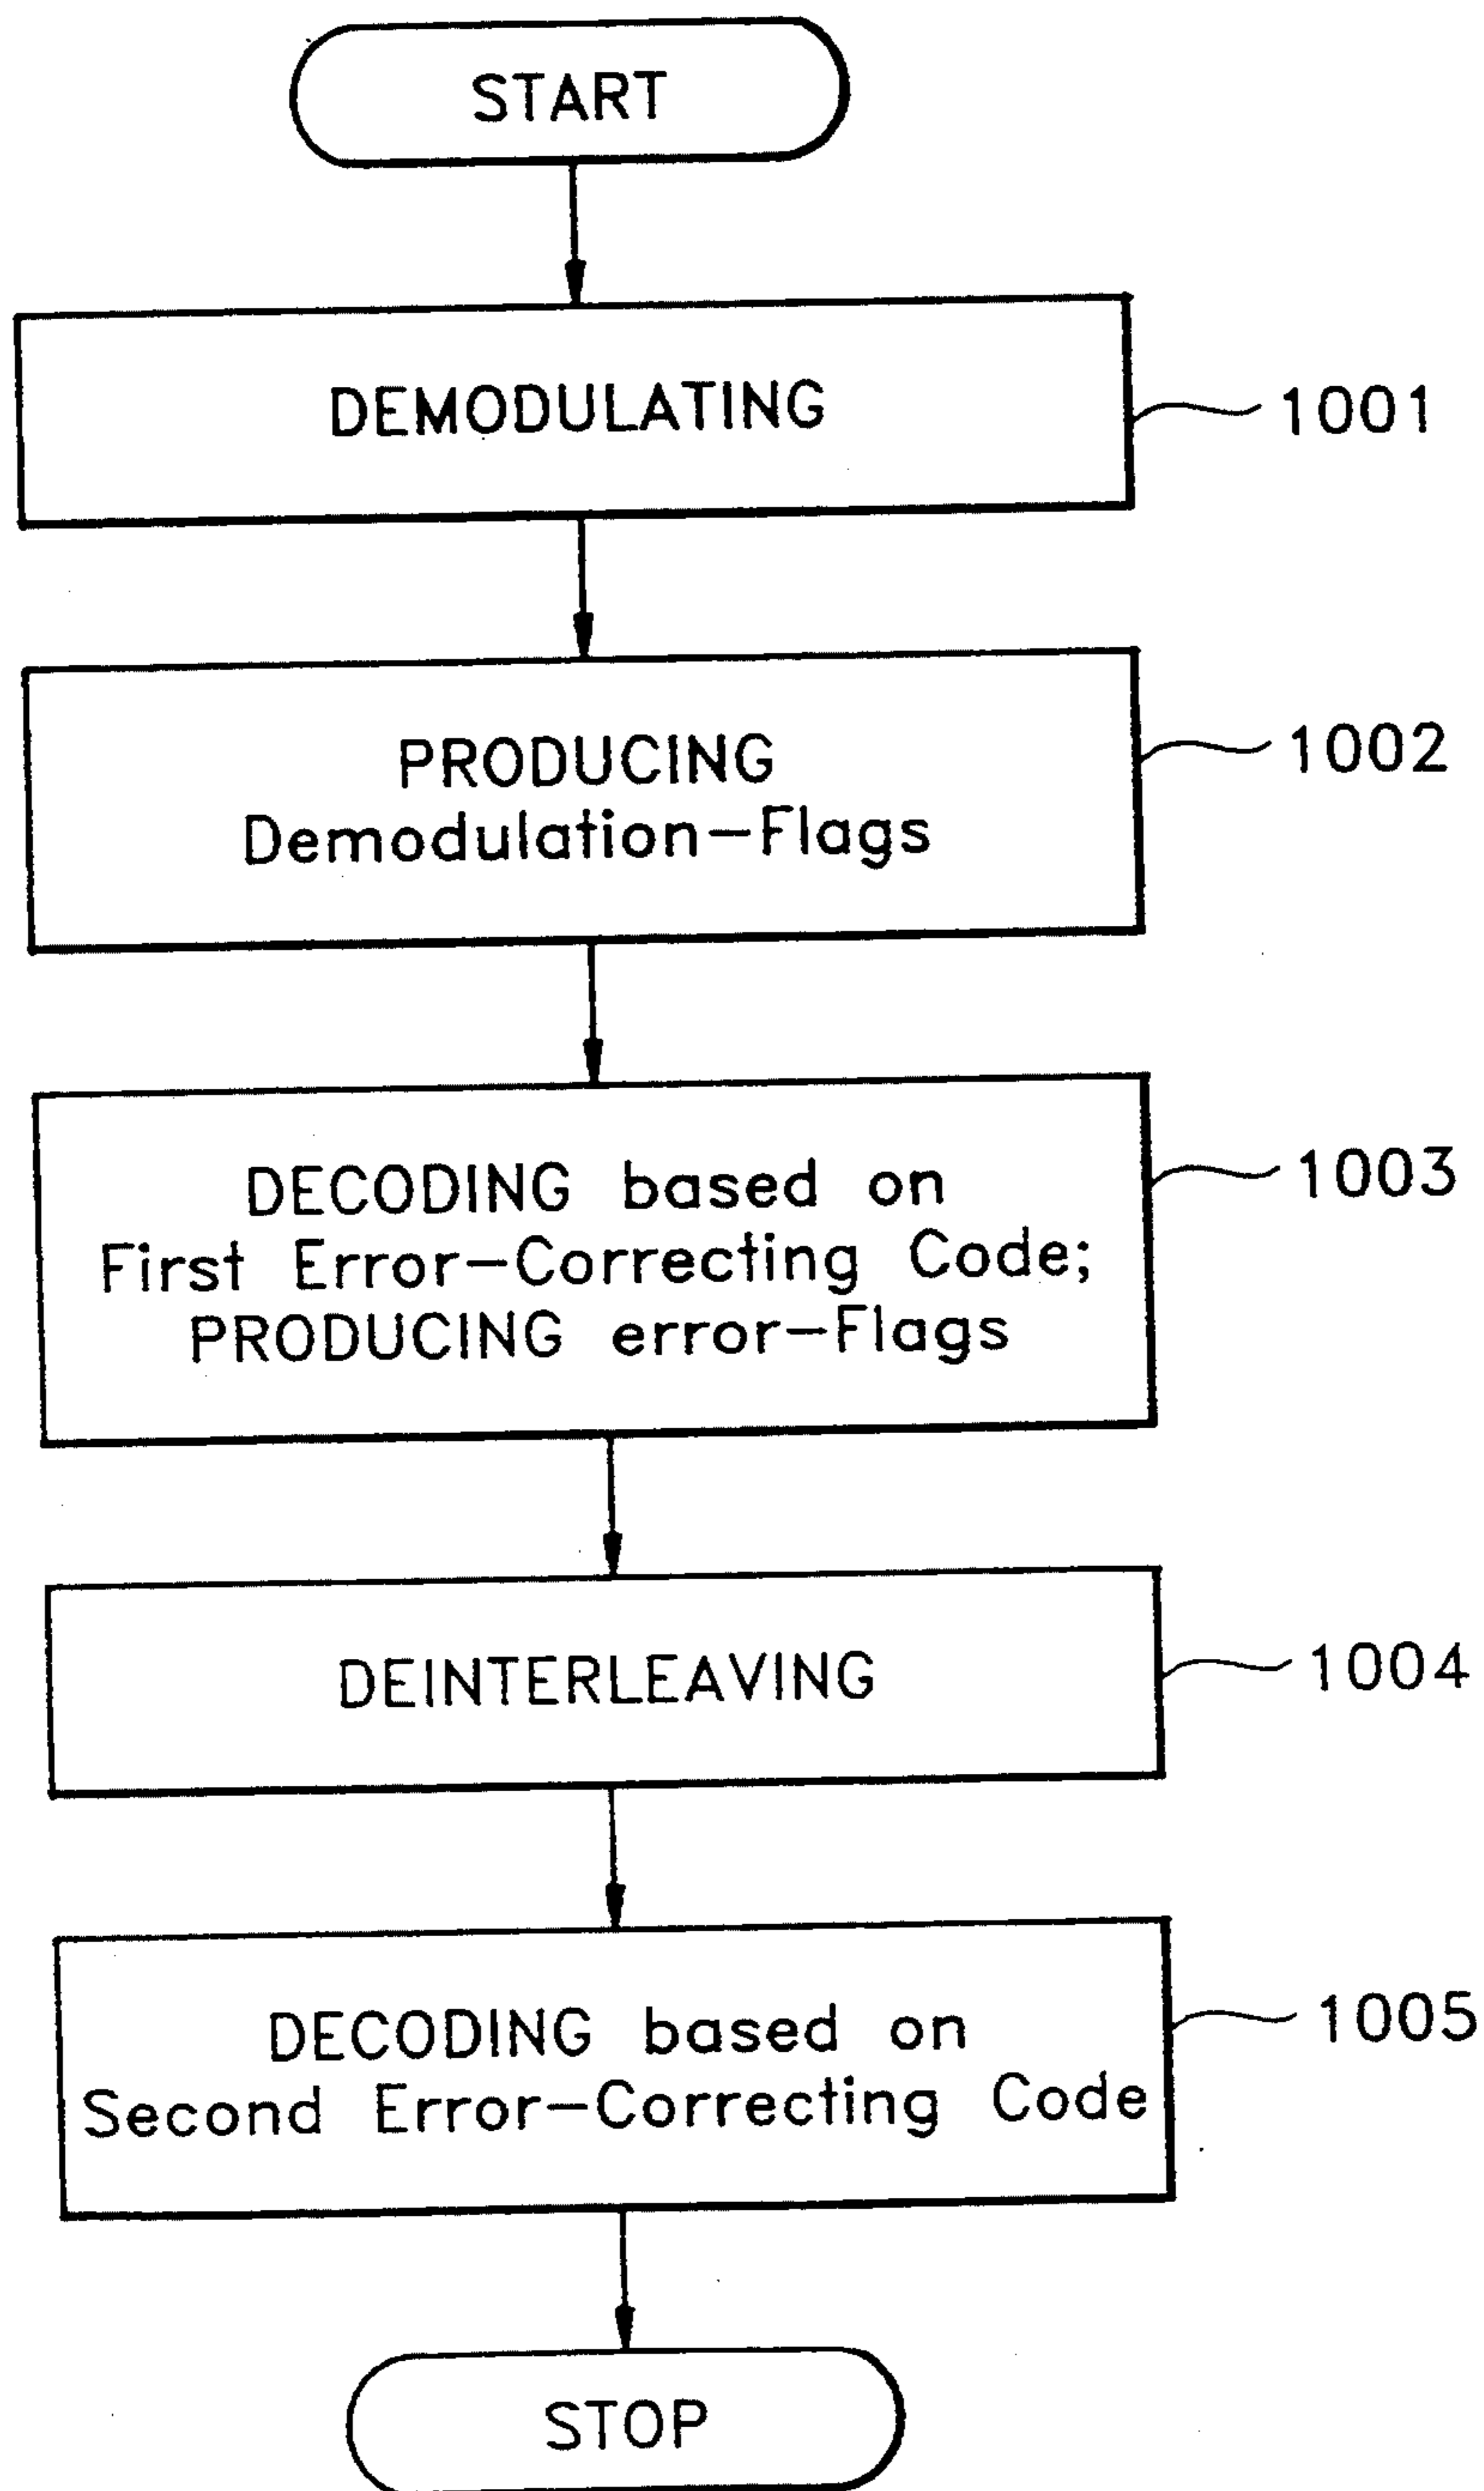 START
DEMODULATING
1001
PRODUCING
Demodulation-Flags
1002
DECODING based on
First Error-Correcting Code;
PRODUCING error-Flags
1003
DEINTERLEAVING
1004
DECODING based on
Second Error-Correcting Code
1005
STOP